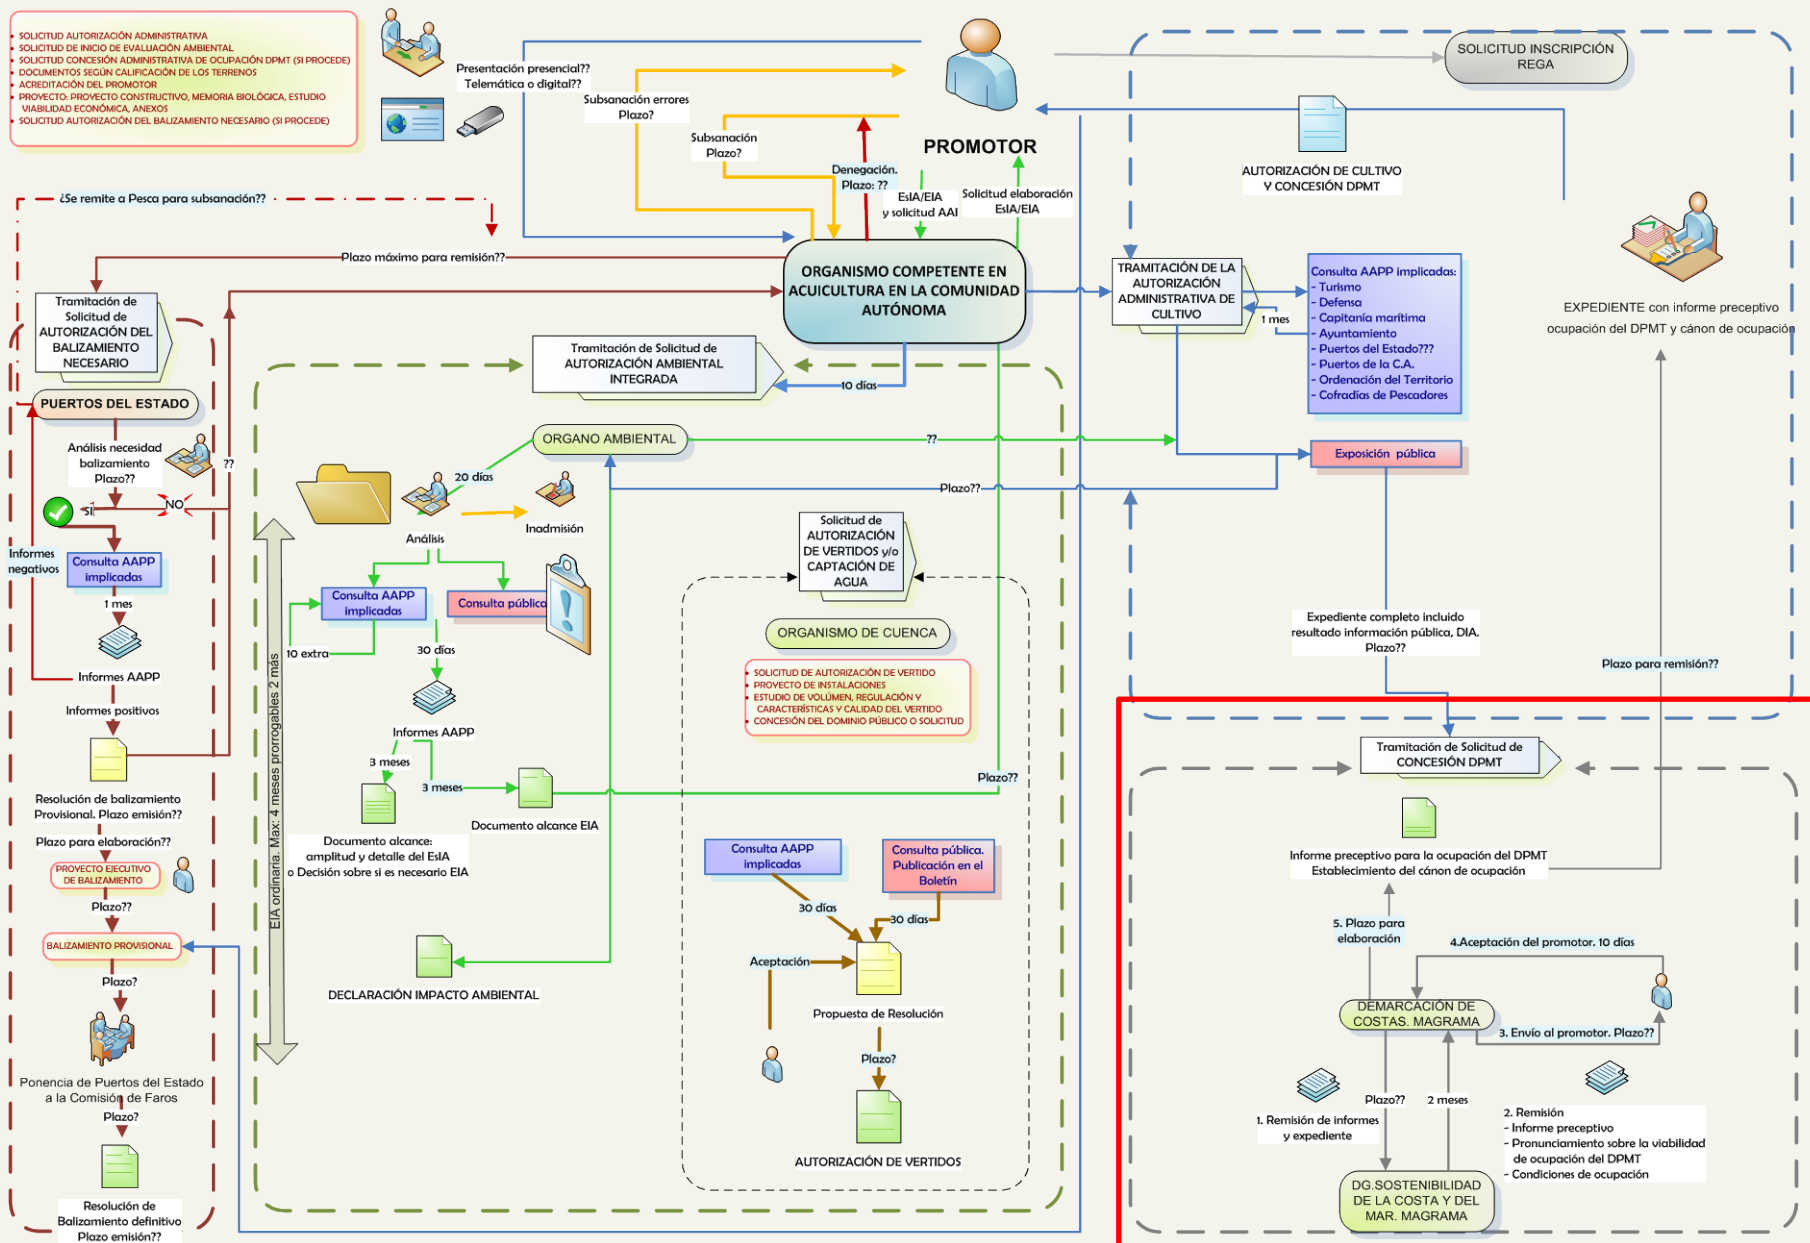 SOLICITUD AUTORIZACIÓN ADMINISTRATIVA
SOLICITUD DE INICIO DE EVALUACIÓN AMBIENTAL
SOLICITUD CONCESIÓN ADMINISTRATIVA DE OCUPACIÓN DPMT (SI PROCEDE)
DOCUMENTOS SEGÚN CALIFICACIÓN DE LOS TERRENOS
ACREDITACIÓN DEL PROMOTOR
PROYECTO: PROYECTO CONSTRUCTIVO, MEMORIA BIOLÓGICA, ESTUDIO
VIABILIDAD ECONÓMICA, ANEXOS
SOLICITUD AUTORIZACIÓN DEL BALIZAMIENTO NECESARIO (SI PROCEDE)
Presentación presencial??
Telemática o digital??
Subsanación errores
Plazo?
Subsanación
Plazo?
Denegación.
Plazo: ??
PROMOTOR
EsIA/EIA
y solicitud AAI
Solicitud elaboración
EsIA/EIA
SOLICITUD INSCRIPCIÓN
REGA
AUTORIZACIÓN DE CULTIVO
Y CONCESIÓN DPMT
EXPEDIENTE con informe preceptivo
ocupación del DPMT y cánon de ocupación
¿Se remite a Pesca para subsanación??
Plazo máximo para remisión??
ORGANISMO COMPETENTE EN
ACUICULTURA EN LA COMUNIDAD
AUTÓNOMA
TRAMITACIÓN DE LA
AUTORIZACIÓN
ADMINISTRATIVA DE
CULTIVO
1 mes
Consulta AAPP implicadas:
- Turismo
- Defensa
- Capitanía marítima
- Ayuntamiento
- Puertos del Estado???
- Puertos de la C.A.
- Ordenación del Territorio
- Cofradías de Pescadores
Exposición pública
Expediente completo incluido
resultado información pública, DIA.
Plazo??
Plazo para remisión??
Tramitación de
Solicitud de
AUTORIZACIÓN DEL
BALIZAMIENTO
NECESARIO
PUERTOS DEL ESTADO
Análisis necesidad
balizamiento
Plazo??
??
SI
NO
Informes
negativos
Consulta AAPP
implicadas
1 mes
Informes AAPP
Informes positivos
Resolución de balizamiento
Provisional. Plazo emisión??
Plazo para elaboración??
PROYECTO EJECUTIVO
DE BALIZAMIENTO
Plazo??
BALIZAMIENTO PROVISIONAL
Plazo?
Ponencia de Puertos del Estado
a la Comisión de Faros
Plazo?
Resolución de
Balizamiento definitivo
Plazo emisión??
Tramitación de Solicitud de
AUTORIZACIÓN AMBIENTAL
INTEGRADA
10 días
ORGANO AMBIENTAL
??
20 días
Plazo??
Inadmisión
Análisis
EIA ordinaria. Max: 4 meses prorrogables 2 más
Consulta AAPP
implicadas
Consulta pública
10 extra
30 días
Informes AAPP
3 meses
3 meses
Documento alcance:
amplitud y detalle del EsIA
o Decisión sobre si es necesario EIA
Documento alcance EIA
Plazo??
DECLARACIÓN IMPACTO AMBIENTAL
Solicitud de
AUTORIZACIÓN
DE VERTIDOS y/o
CAPTACIÓN DE
AGUA
ORGANISMO DE CUENCA
SOLICITUD DE AUTORIZACIÓN DE VERTIDO
PROYECTO DE INSTALACIONES
ESTUDIO DE VOLÚMEN, REGULACIÓN Y
CARACTERÍSTICAS Y CALIDAD DEL VERTIDO
CONCESIÓN DEL DOMINIO PÚBLICO O SOLICITUD
Consulta AAPP
implicadas
Consulta pública.
Publicación en el
Boletín
30 días
30 días
Aceptación
Propuesta de Resolución
Plazo?
AUTORIZACIÓN DE VERTIDOS
Tramitación de Solicitud de
CONCESIÓN DPMT
Informe preceptivo para la ocupación del DPMT
Establecimiento del cánon de ocupación
5. Plazo para
elaboración
4.Aceptación del promotor. 10 días
DEMARCACIÓN DE
COSTAS. MAGRAMA
3. Envío al promotor. Plazo??
Plazo??
2 meses
1. Remisión de informes
y expediente
2. Remisión
- Informe preceptivo
- Pronunciamiento sobre la viabilidad
de ocupación del DPMT
- Condiciones de ocupación
DG.SOSTENIBILIDAD
DE LA COSTA Y DEL
MAR. MAGRAMA